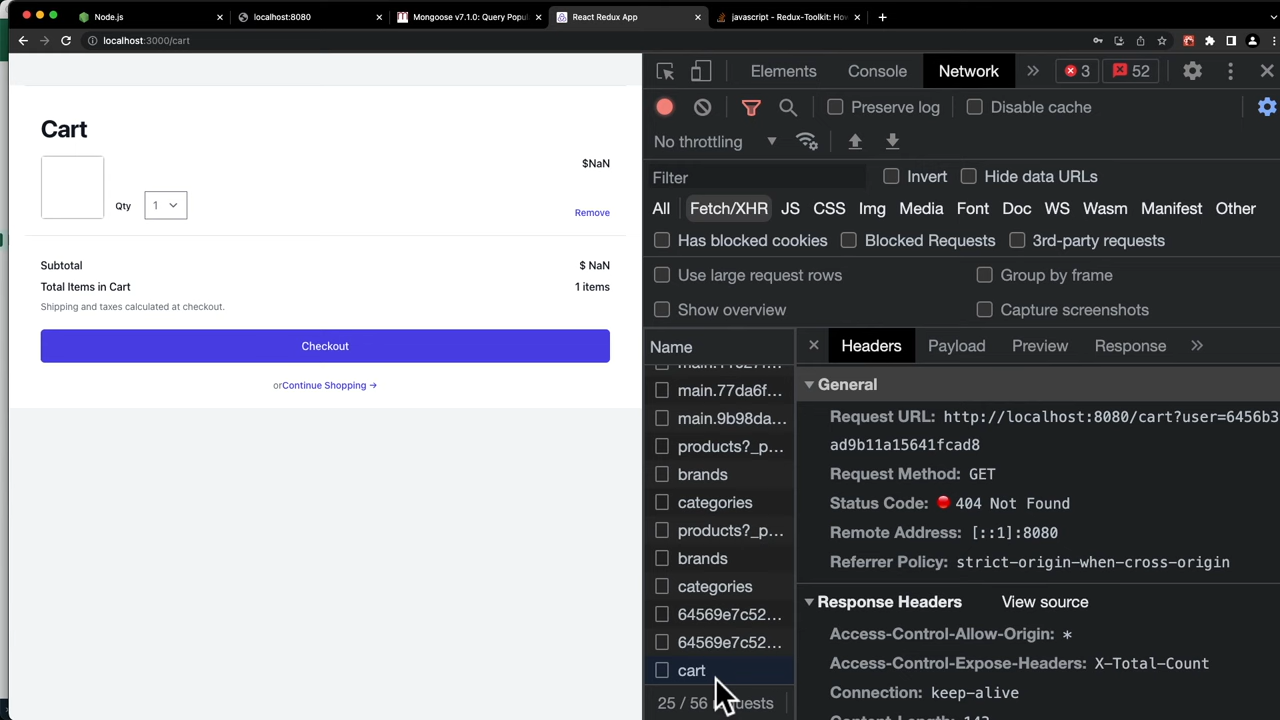 Node.js
localhost:8080
Mongoose v7.1.0: Query Popul
React Redux App
javascript - Redux-Toolkit: How
localhost:3000/cart
Cart
$NaN
Qty 1
Remove
Subtotal $ NaN
Total Items in Cart 1 items
Shipping and taxes calculated at checkout.
Checkout
orContinue Shopping →
Elements Console Network » 3 52
Preserve log Disable cache
No throttling
Filter Invert Hide data URLs
All Fetch/XHR JS CSS Img Media Font Doc WS Wasm Manifest Other
Has blocked cookies Blocked Requests 3rd-party requests
Use large request rows Group by frame
Show overview Capture screenshots
Name
main.77da6f...
main.9b98da...
products?_p...
brands
categories
products?_p...
brands
categories
64569e7c52...
64569e7c52...
cart
25 / 56
Headers Payload Preview Response »
General
Request URL: http://localhost:8080/cart?user=6456b3
ad9b11a15641fcad8
Request Method: GET
Status Code: 404 Not Found
Remote Address: [::1]:8080
Referrer Policy: strict-origin-when-cross-origin
Response Headers View source
Access-Control-Allow-Origin: *
Access-Control-Expose-Headers: X-Total-Count
Connection: keep-alive